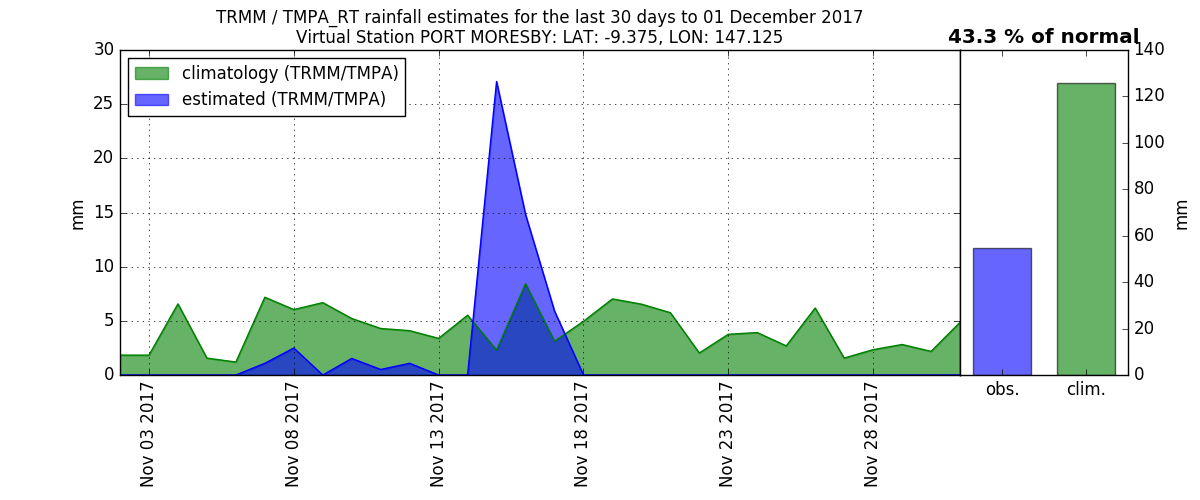 TRMM / TMPA_RT rainfall estimates for the last 30 days to 01 December 2017
Virtual Station PORT MORESBY: LAT: -9.375, LON: 147.125
43.3 % of normal
climatology (TRMM/TMPA)
estimated (TRMM/TMPA)
30
25
20
15
10
5
0
mm
Nov 03 2017
Nov 08 2017
Nov 13 2017
Nov 18 2017
Nov 23 2017
Nov 28 2017
140
120
100
80
60
40
20
0
mm
obs.
clim.